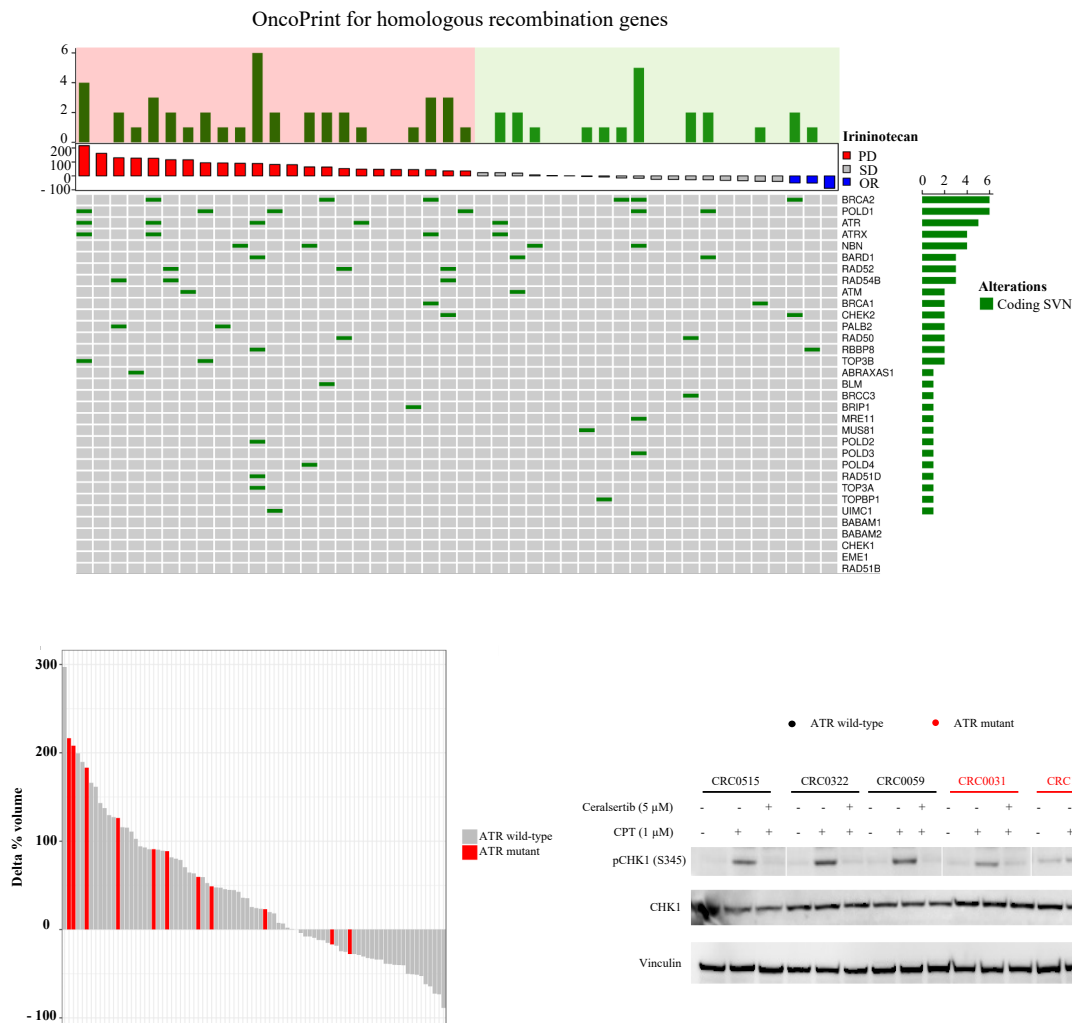 OncoPrint for homologous recombination genes
6
4
2
0
200
100
0
- 100
Irininotecan
PD
SD
OR
0 2 4 6
BRCA2
POLD1
ATR
ATRX
NBN
BARD1
RAD52
RAD54B
ATM
BRCA1
CHEK2
PALB2
RAD50
RBBP8
TOP3B
ABRAXAS1
BLM
BRCC3
BRIP1
MRE11
MUS81
POLD2
POLD3
POLD4
RAD51D
TOP3A
TOPBP1
UIMC1
BABAM1
BABAM2
CHEK1
EME1
RAD51B
Alterations
Coding SVN
Delta % volume
300
200
100
0
- 100
ATR wild-type
ATR mutant
ATR wild-type ATR mutant
CRC0515 CRC0322 CRC0059 CRC0031 CRC
Ceralsertib (5 µM) - - + - - + - - + - - + - -
CPT (1 µM) - + + - + + - + + - + + - +
pCHK1 (S345)
CHK1
Vinculin